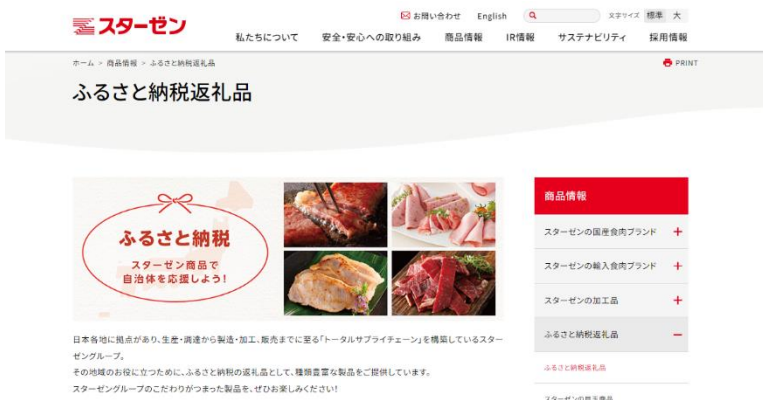 スターゼン
お問い合わせ English 文字サイズ 標準 大
私たちについて 安全・安心への取り組み 商品情報 IR情報 サステナビリティ 採用情報
ホーム > 商品情報 > ふるさと納税返礼品
PRINT
ふるさと納税返礼品
ふるさと納税
スターゼン商品で
自治体を応援しよう!
日本各地に拠点があり、生産・調達から製造・加工、販売までに至る「トータルサプライチェーン」を構築しているスター
ゼングループ。
その地域のお役に立つために、ふるさと納税の返礼品として、種類豊富な製品をご提供しています。
スターゼングループのこだわりがつまった製品を、ぜひお楽しみください!
商品情報
スターゼンの国産食肉ブランド
スターゼンの輸入食肉ブランド
スターゼンの加工品
ふるさと納税返礼品
ふるさと納税返礼品